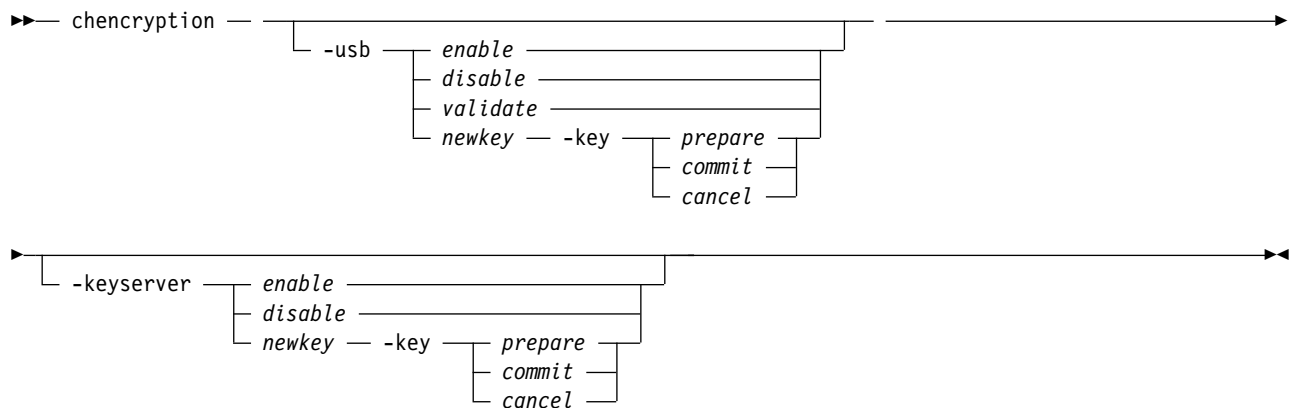 chencryption
-usb enable
disable
validate
newkey -key prepare
commit
cancel
-keyserver enable
disable
newkey -key prepare
commit
cancel